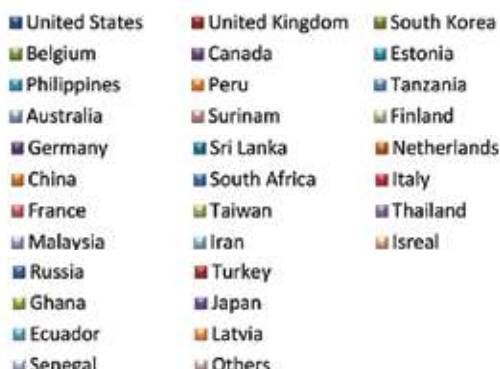 United States United Kingdom South Korea
Belgium Canada Estonia
Philippines Peru Tanzania
Australia Surinam Finland
Germany Sri Lanka Netherlands
China South Africa Italy
France Taiwan Thailand
Malaysia Iran Isreal
Russia Turkey
Ghana Japan
Ecuador Latvia
Senegal Others